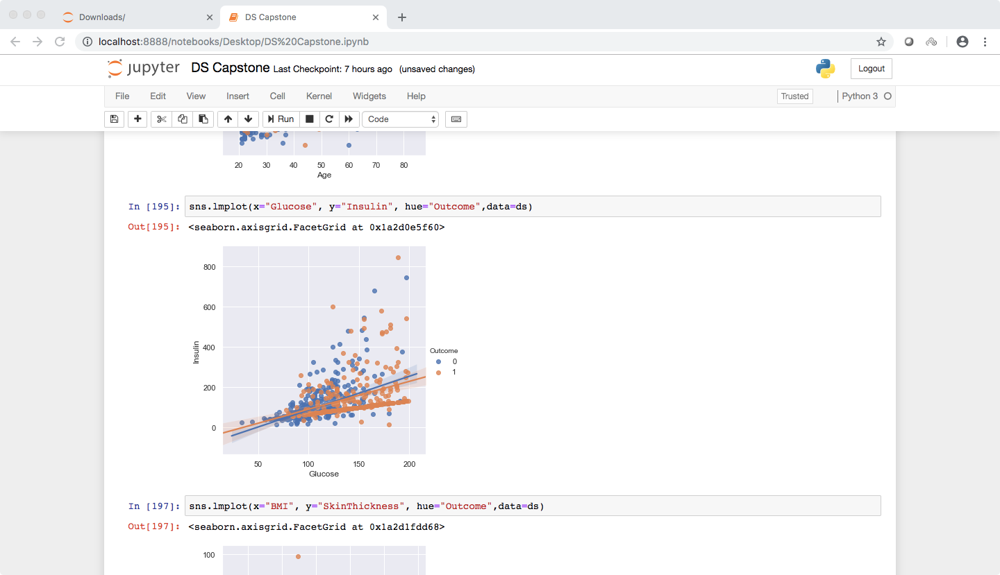 Downloads/
DS Capstone
localhost:8888/notebooks/Desktop/DS%20Capstone.ipynb
jupyter DS Capstone Last Checkpoint: 7 hours ago (unsaved changes)
Logout
File Edit View Insert Cell Kernel Widgets Help
Trusted
Python 3
Run
Code
20 30 40 50 60 70 80
Age
In [195]: sns.lmplot(x="Glucose", y="Insulin", hue="Outcome",data=ds)
Out[195]: <seaborn.axisgrid.FacetGrid at 0x1a2d0e5f60>
800
600
400
200
0
Insulin
Outcome
0
1
50 100 150 200
Glucose
In [197]: sns.lmplot(x="BMI", y="SkinThickness", hue="Outcome",data=ds)
Out[197]: <seaborn.axisgrid.FacetGrid at 0x1a2d1fdd68>
100